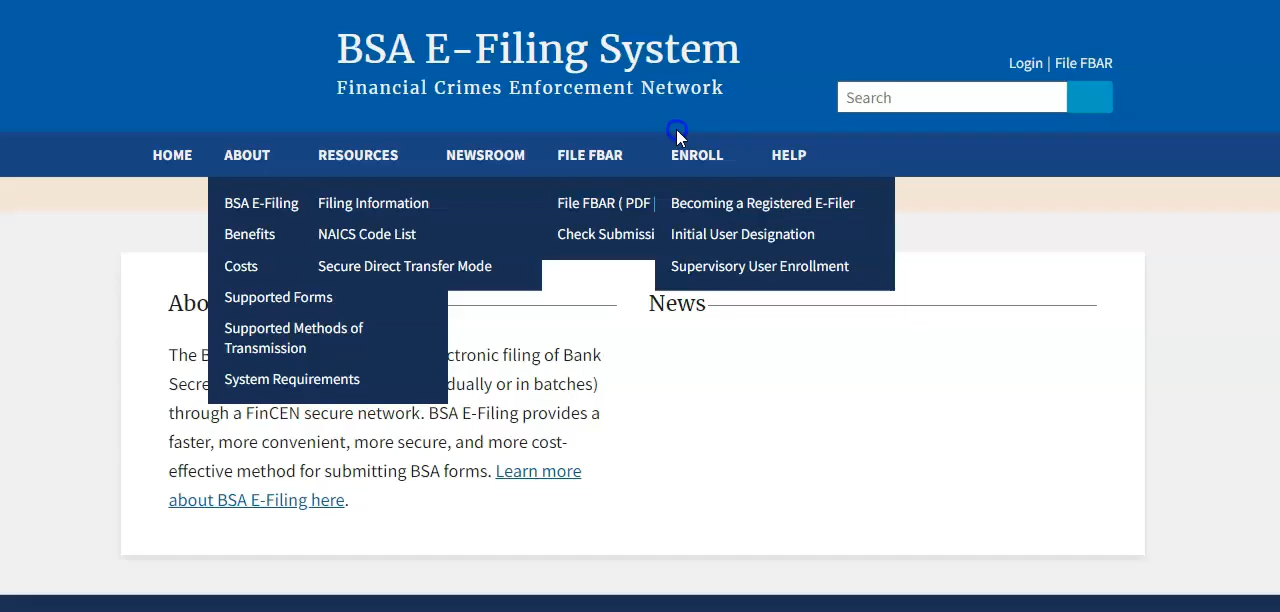 BSA E-Filing System
Financial Crimes Enforcement Network
Login | File FBAR
Search
HOME ABOUT RESOURCES NEWSROOM FILE FBAR ENROLL HELP
BSA E-Filing
Benefits
Costs
Supported Forms
Supported Methods of
Transmission
System Requirements
Filing Information
NAICS Code List
Secure Direct Transfer Mode
File FBAR ( PDF |
Check Submissi
Becoming a Registered E-Filer
Initial User Designation
Supervisory User Enrollment
Abo
The B ctronic filing of Bank
Secre dually or in batches)
through a FinCEN secure network. BSA E-Filing provides a
faster, more convenient, more secure, and more cost-
effective method for submitting BSA forms. Learn more
about BSA E-Filing here.
News